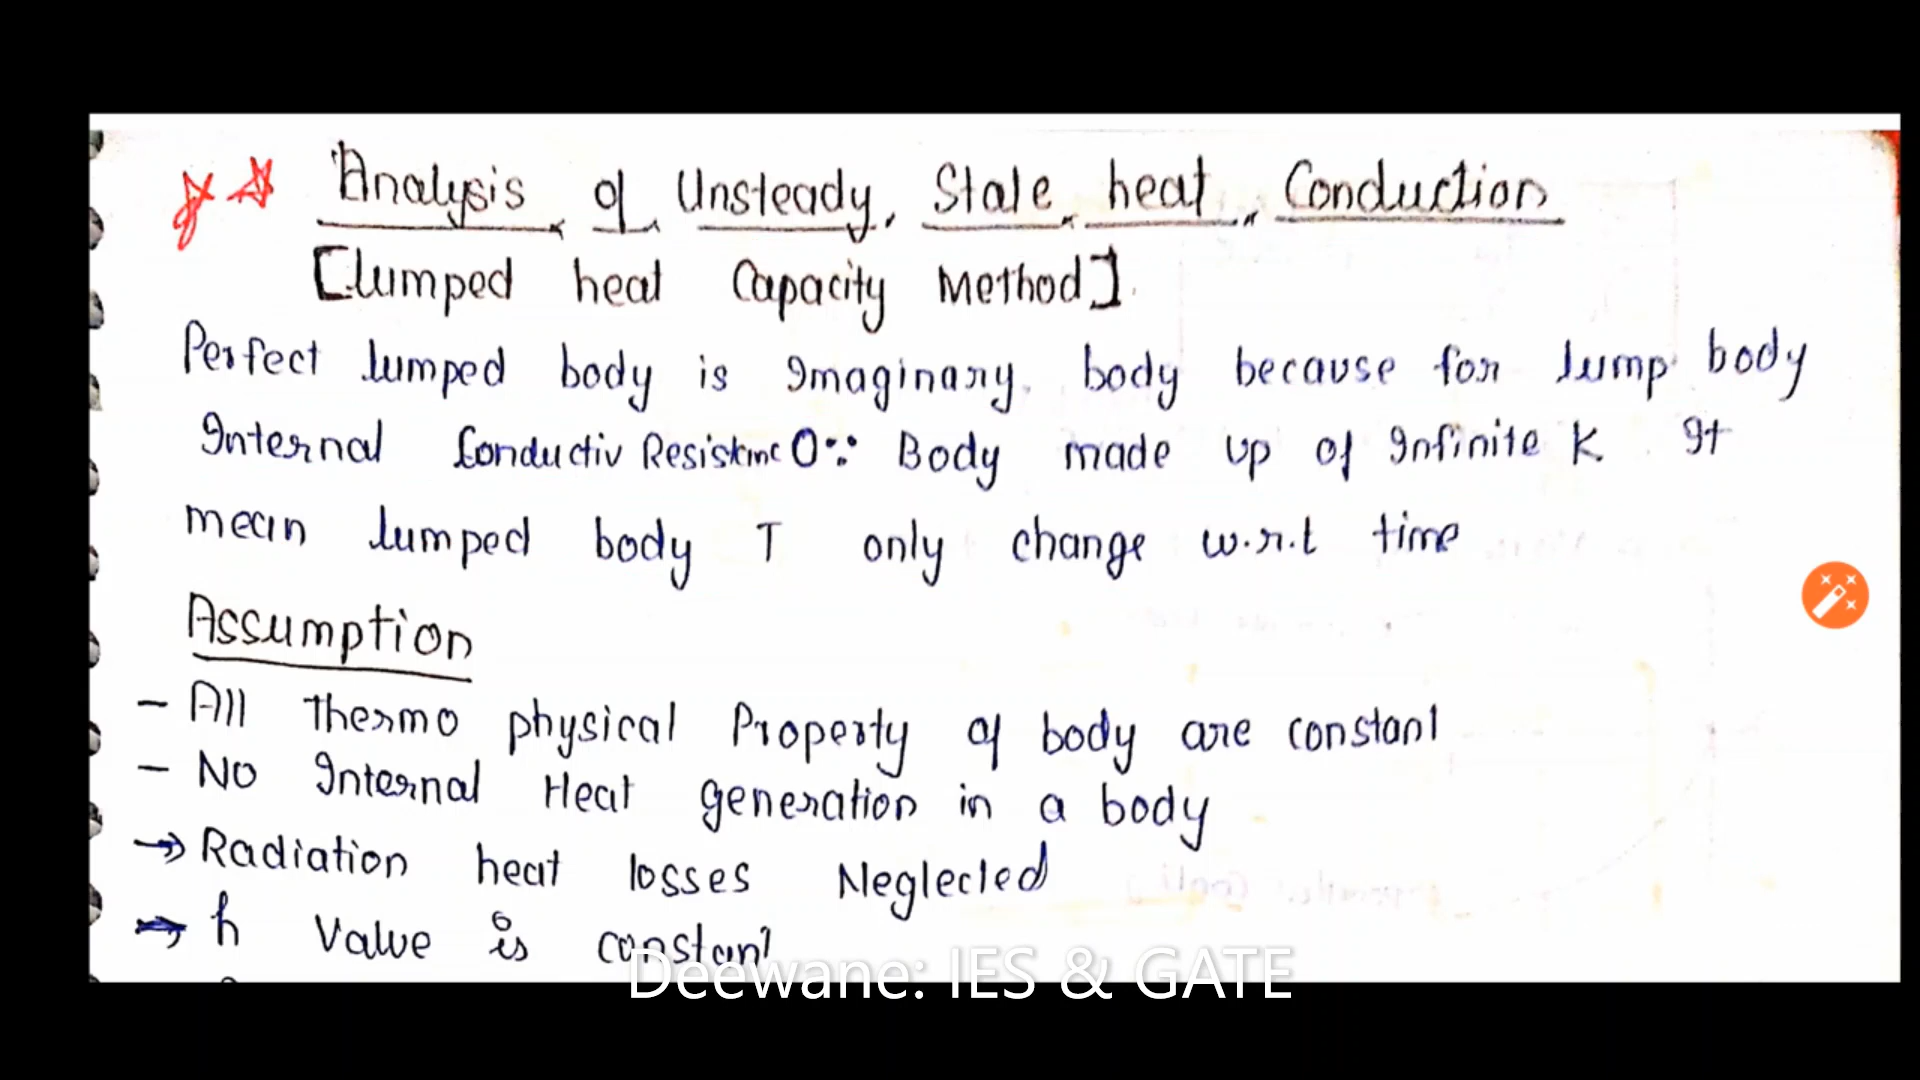 Analysis of Unsteady State heat Conduction
[Lumped heat Capacity Method]
Perfect lumped body is Imaginary body because for lump body
Internal Conductiv Resistinc O ∵ Body made up of Infinite K. It
mean lumped body T only change w.r.t time
Assumption
- All Thermo physical Property of body are constant
- No Internal Heat generation in a body
→ Radiation heat losses Neglected
→ h Value is constant
Deewane: IES & GATE